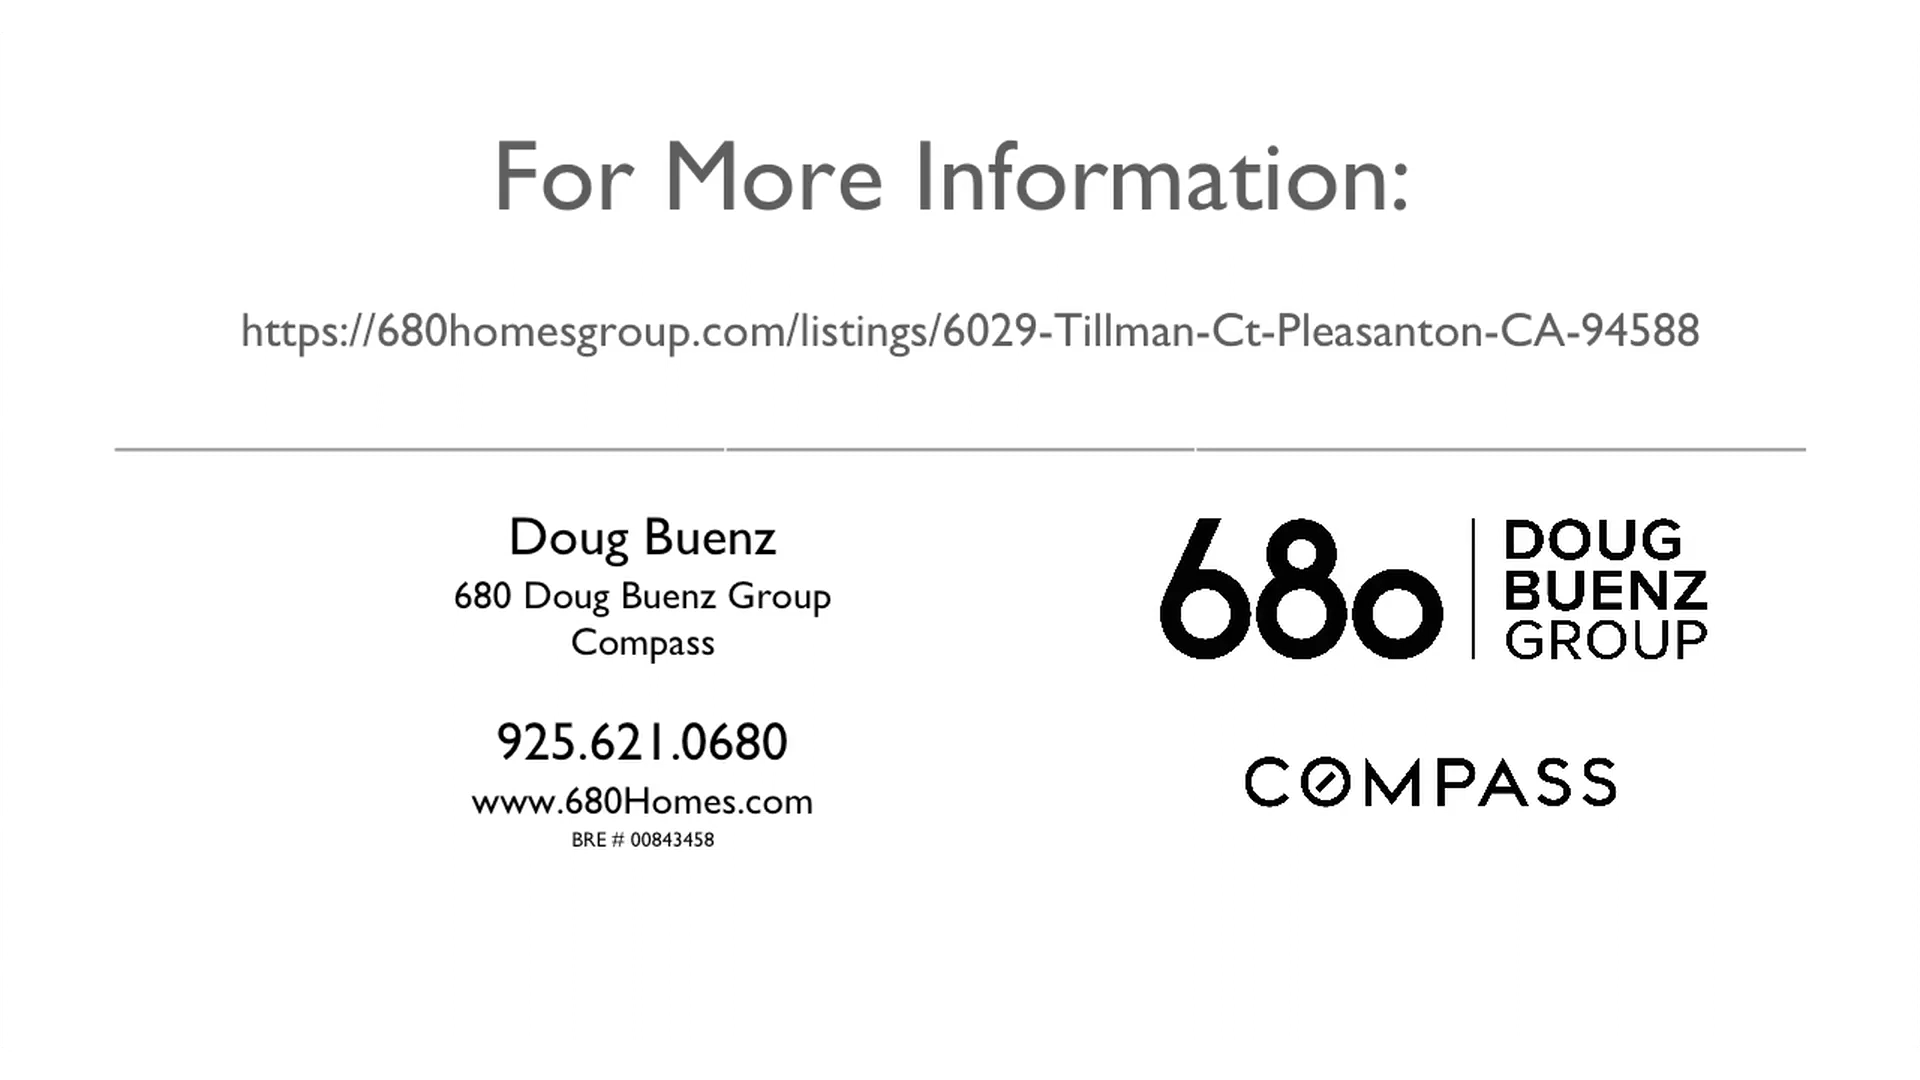 For More Information:
https://680homesgroup.com/listings/6029-Tillman-Ct-Pleasanton-CA-94588
Doug Buenz
680 Doug Buenz Group
Compass
925.621.0680
www.680Homes.com
BRE # 00843458
680
DOUG
BUENZ
GROUP
COMPASS